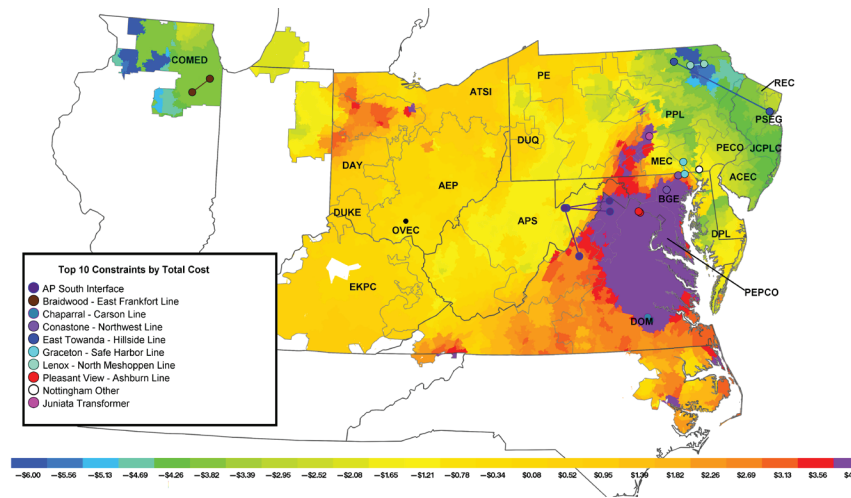 COMED
ATSI
PE
REC
PPL
PSEG
DUQ
MEC
PECO
JCPLC
DAY
AEP
ACEC
BGE
DUKE
APS
OVEC
DPL
PEPCO
EKPC
DOM
Top 10 Constraints by Total Cost
AP South Interface
Braidwood - East Frankfort Line
Chaparral - Carson Line
Conastone - Northwest Line
East Towanda - Hillside Line
Graceton - Safe Harbor Line
Lenox - North Meshoppen Line
Pleasant View - Ashburn Line
Nottingham Other
Juniata Transformer
−$6.00 −$5.56 −$5.13 −$4.69 −$4.26 −$3.82 −$3.39 −$2.95 −$2.52 −$2.08 −$1.65 −$1.21 −$0.78 −$0.34 $0.08 $0.52 $0.95 $1.82 $2.26 $2.69 $3.13 $3.56